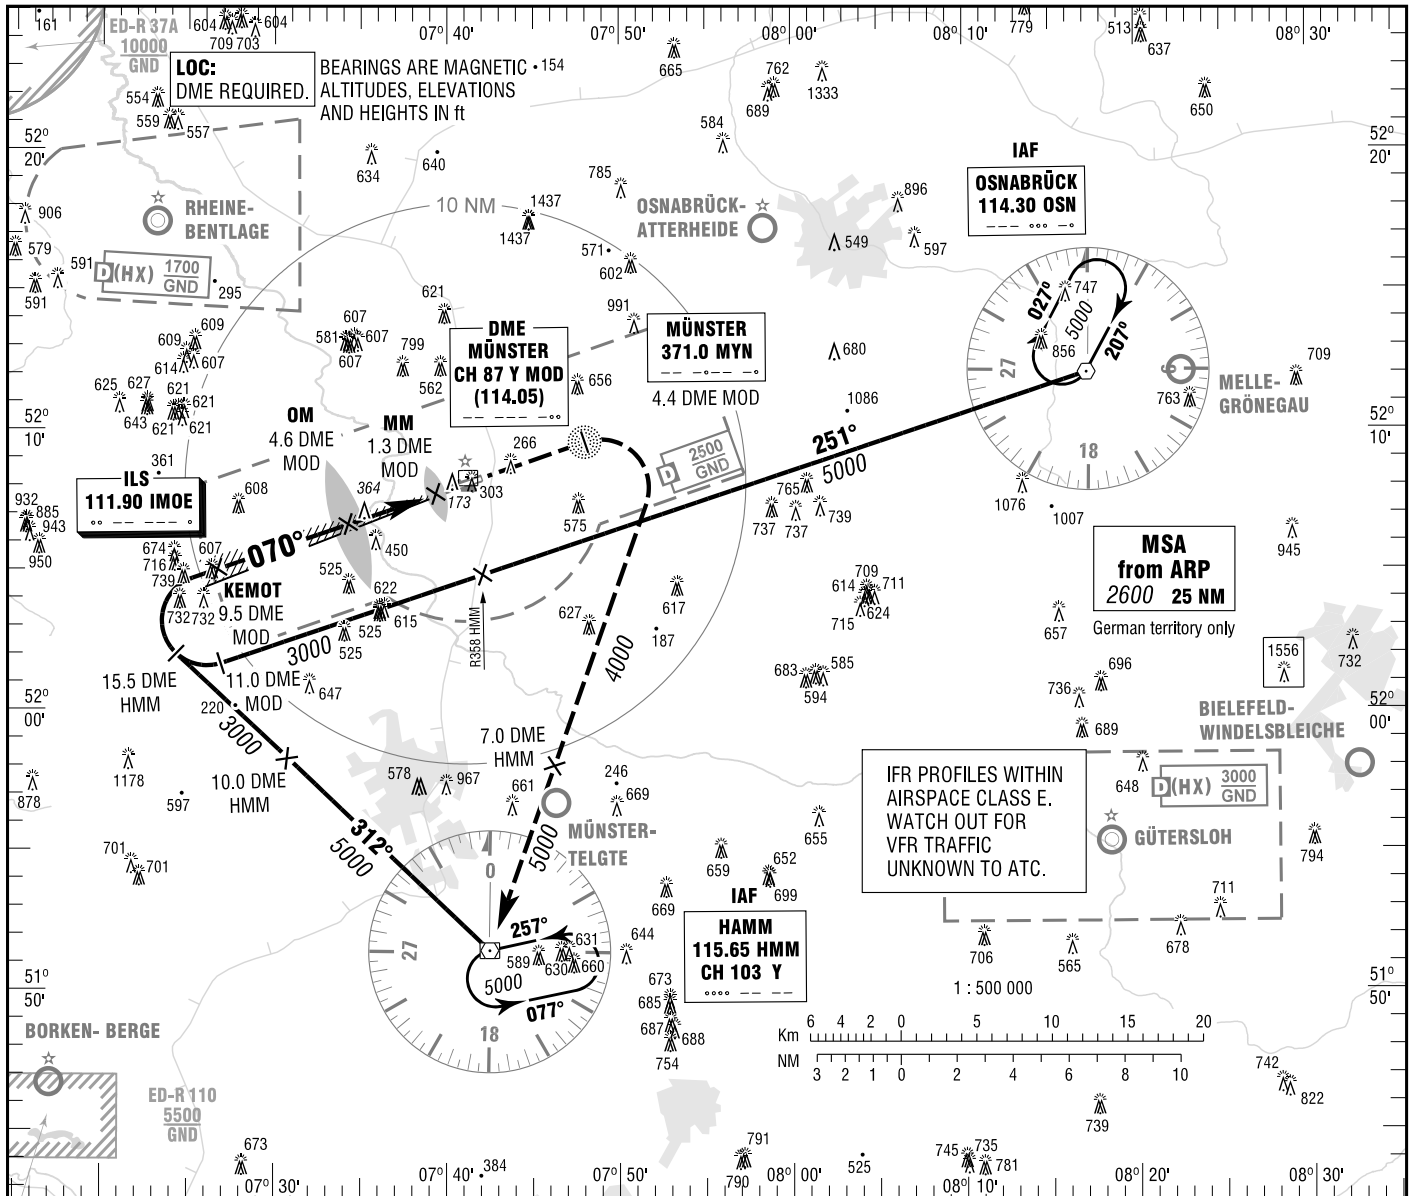 161
ED-R 37A
10000
GND
604
709
703
604
07° 40'
07° 50'
08° 00'
08° 10'
779
513
637
08° 30'
LOC:
DME REQUIRED.
BEARINGS ARE MAGNETIC
ALTITUDES, ELEVATIONS
AND HEIGHTS IN ft
154
665
762
689
1333
650
554
559
557
584
52°
20'
52°
20'
634
640
785
IAF
OSNABRÜCK
114.30 OSN
906
RHEINE-
BENTLAGE
10 NM
1437
1437
OSNABRÜCK-
ATTERHEIDE
896
549
597
579
591
591
D (HX) 1700
GND
295
571
602
621
991
027°
747
5000
207°
856
27
18
609
609
607
614
607
581
607
607
799
562
DME
MÜNSTER
CH 87 Y MOD
(114.05)
MÜNSTER
371.0 MYN
4.4 DME MOD
656
680
709
MELLE-
GRÖNEGAU
763
625
627
621
643
621
621
621
52°
10'
52°
10'
OM
4.6 DME
MOD
MM
1.3 DME
MOD
1086
251°
5000
266
D 2500
GND
361
ILS
111.90 IMOE
608
364
173
303
575
765
737
737
739
1076
1007
932
885
943
950
070°
450
945
MSA
from ARP
2600 25 NM
German territory only
674
716
607
739
732
732
KEMOT
9.5 DME
MOD
525
622
615
525
525
R358 HMM
627
617
187
709
614
711
624
715
657
3000
4000
1556
732
15.5 DME
HMM
11.0 DME
MOD
647
220
683
585
594
696
736
689
52°
00'
52°
00'
BIELEFELD-
WINDELSBLEICHE
3000
7.0 DME
HMM
1178
878
597
10.0 DME
HMM
578
967
661
246
669
IFR PROFILES WITHIN
AIRSPACE CLASS E.
WATCH OUT FOR
VFR TRAFFIC
UNKNOWN TO ATC.
648
D (HX) 3000
GND
655
312°
5000
MÜNSTER-
TELGTE
5000
GÜTERSLOH
794
701
701
0
659
652
699
669
711
IAF
HAMM
115.65 HMM
CH 103 Y
257°
27
589
630
631
660
644
5000
077°
18
706
565
678
673
685
687
688
754
51°
50'
51°
50'
1 : 500 000
Km
6 4 2 0 5 10 15 20
NM
3 2 1 0 2 4 6 8 10
BORKEN- BERGE
ED-R 110
5500
GND
742
822
739
673
791
790
745
735
781
525
384
07° 30'
07° 40'
07° 50'
08° 00'
08° 10'
08° 20'
08° 30'